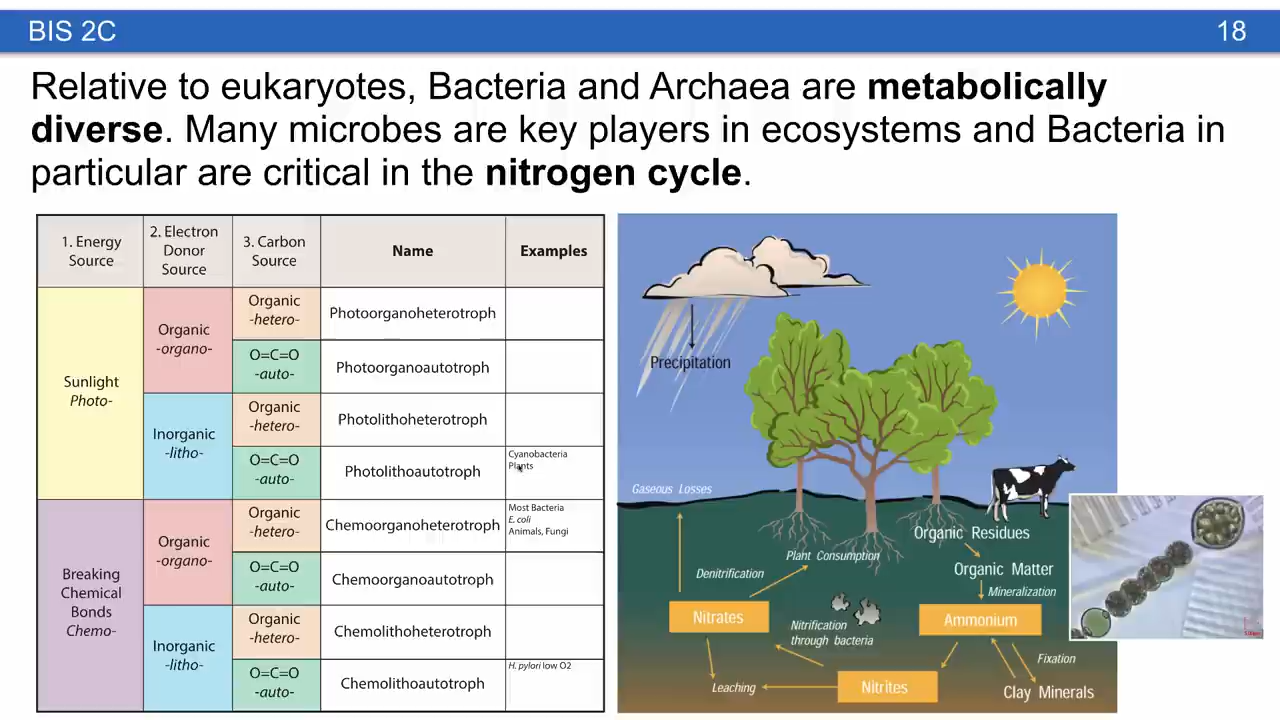 BIS 2C
18
Relative to eukaryotes, Bacteria and Archaea are metabolically
diverse. Many microbes are key players in ecosystems and Bacteria in
particular are critical in the nitrogen cycle.
1. Energy
Source
2. Electron
Donor
Source
3. Carbon
Source
Name
Examples
Sunlight
Photo-
Organic
-organo-
Organic
-hetero-
Photoorganoheterotroph
O=C=O
-auto-
Photoorganoautotroph
Inorganic
-litho-
Organic
-hetero-
Photolithoheterotroph
O=C=O
-auto-
Photolithoautotroph
Cyanobacteria
Plants
Breaking
Chemical
Bonds
Chemo-
Organic
-organo-
Organic
-hetero-
Chemoorganoheterotroph
Most Bacteria
E. coli
Animals, Fungi
O=C=O
-auto-
Chemoorganoautotroph
Inorganic
-litho-
Organic
-hetero-
Chemolithoheterotroph
O=C=O
-auto-
Chemolithoautotroph
H. pylori low O2
Precipitation
Gaseous Losses
Plant Consumption
Organic Residues
Denitrification
Organic Matter
Mineralization
Nitrates
Nitrification
through bacteria
Ammonium
Fixation
Leaching
Nitrites
Clay Minerals